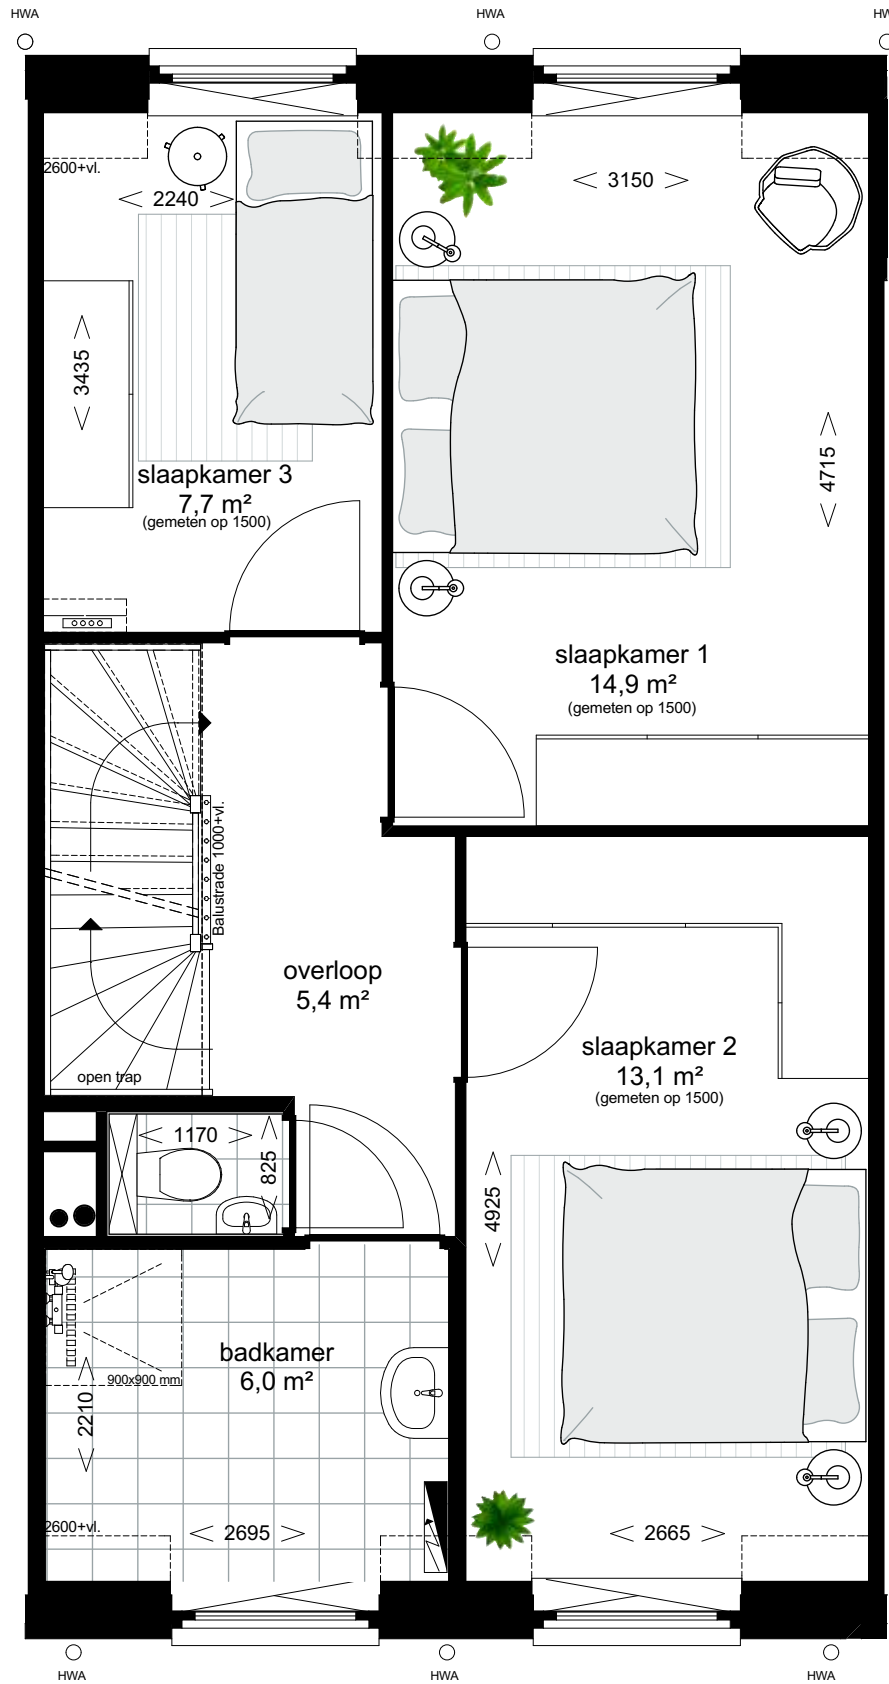 HWA
HWA
HW
2600+vl.
2240
3150
3435
4715
slaapkamer 3
7,7 m²
(gemeten op 1500)
slaapkamer 1
14,9 m²
(gemeten op 1500)
Balustrade 1000+vl.
overloop
5,4 m²
slaapkamer 2
13,1 m²
(gemeten op 1500)
open trap
1170
825
4925
badkamer
6,0 m²
900x900 mm
2210
2600+vl.
2695
2665
HWA
HWA
HWA